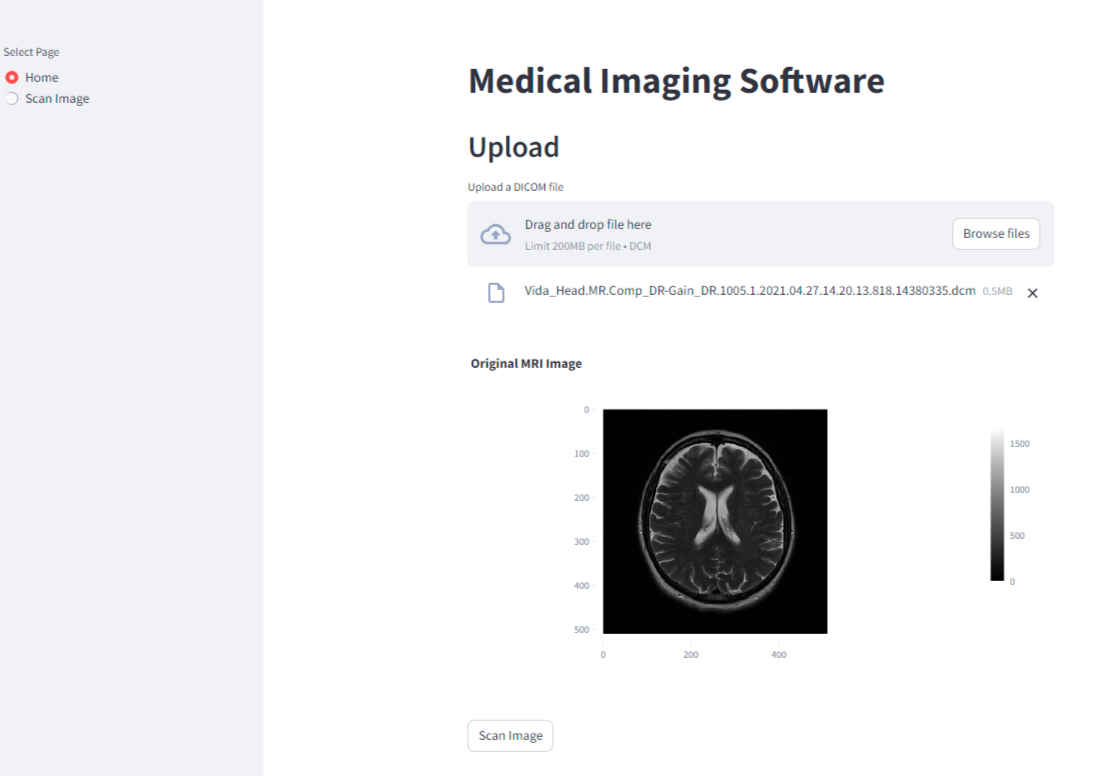 Select Page
Home
Scan Image
Medical Imaging Software
Upload
Upload a DICOM file
Drag and drop file here
Limit 200MB per file • DCM
Browse files
Vida_Head.MR.Comp_DR-Gain_DR.1005.1.2021.04.27.14.20.13.818.14380335.dcm 0.5MB
Original MRI Image
0
100
200
300
400
500
0 200 400
1500
1000
500
0
Scan Image